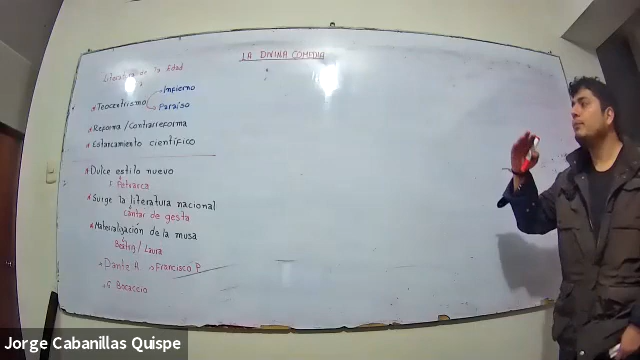 LA DIVINA COMEDIA
Literatura de la Edad
* Teocentrismo
Infierno
Paraíso
* Reforma / Contrarreforma
* Estancamiento científico
* Dulce estilo nuevo
F. Petrarca
* Surge la literatura nacional
Cantar de gesta
* Materialización de la musa
Beatriz / Laura
Dante A.
Francisco P
G Bocaccio
Jorge Cabanillas Quispe